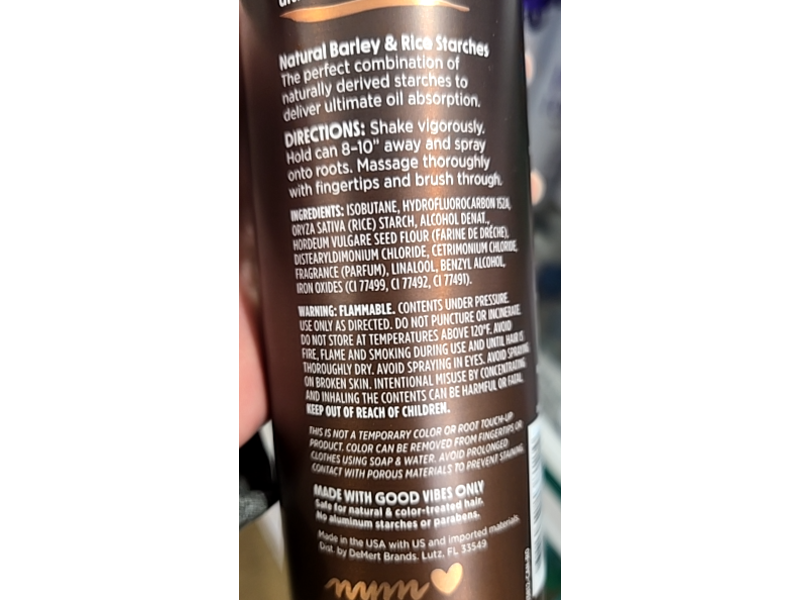 Natural Barley & Rice Starches
The perfect combination of
naturally derived starches to
deliver ultimate oil absorption.
DIRECTIONS: Shake vigorously.
Hold can 8-10" away and spray
onto roots. Massage thoroughly
with fingertips and brush through.
INGREDIENTS: ISOBUTANE, HYDROFLUOROCARBON 152A,
ORYZA SATIVA (RICE) STARCH, ALCOHOL DENAT.,
HORDEUM VULGARE SEED FLOUR (FARINE DE DRÊCHE),
DISTEARYLDIMONIUM CHLORIDE, CETRIMONIUM CHLORIDE,
FRAGRANCE (PARFUM), LINALOOL, BENZYL ALCOHOL,
IRON OXIDES (CI 77499, CI 77492, CI 77491).
WARNING: FLAMMABLE. CONTENTS UNDER PRESSURE.
USE ONLY AS DIRECTED. DO NOT PUNCTURE OR INCINERATE.
DO NOT STORE AT TEMPERATURES ABOVE 120°F. AVOID
FIRE, FLAME AND SMOKING DURING USE AND UNTIL HAIR IS
THOROUGHLY DRY. AVOID SPRAYING IN EYES. AVOID SPRAYING
ON BROKEN SKIN. INTENTIONAL MISUSE BY CONCENTRATING
AND INHALING THE CONTENTS CAN BE HARMFUL OR FATAL.
KEEP OUT OF REACH OF CHILDREN.
THIS IS NOT A TEMPORARY COLOR OR ROOT TOUCH-UP
PRODUCT. COLOR CAN BE REMOVED FROM FINGERTIPS OR
CLOTHES USING SOAP & WATER. AVOID PROLONGED
CONTACT WITH POROUS MATERIALS TO PREVENT STAINING.
MADE WITH GOOD VIBES ONLY
Safe for natural & color-treated hair.
No aluminum starches or parabens.
Made in the USA with US and imported materials.
Dist. by DeMert Brands. Lutz, FL 33549